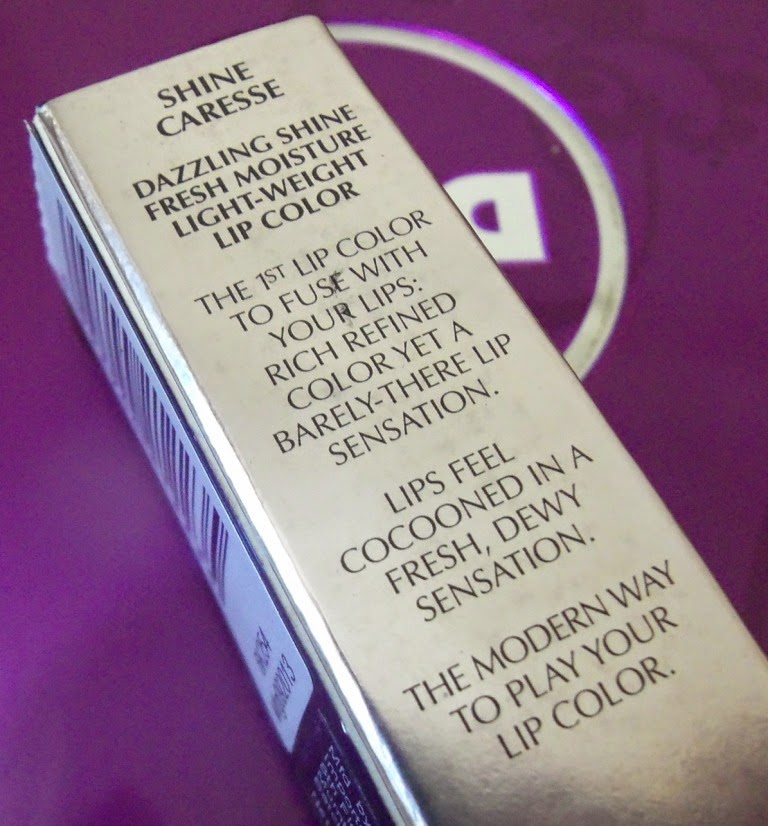 SHINE
CARESSE
DAZZLING SHINE
FRESH MOISTURE
LIGHT-WEIGHT
LIP COLOR
THE 1ST LIP COLOR
TO FUSE WITH
YOUR LIPS:
RICH REFINED
COLOR YET A
BARELY-THERE LIP
SENSATION.
LIPS FEEL
COCOONED IN A
FRESH, DEWY
SENSATION.
THE MODERN WAY
TO PLAY YOUR
LIP COLOR.
D